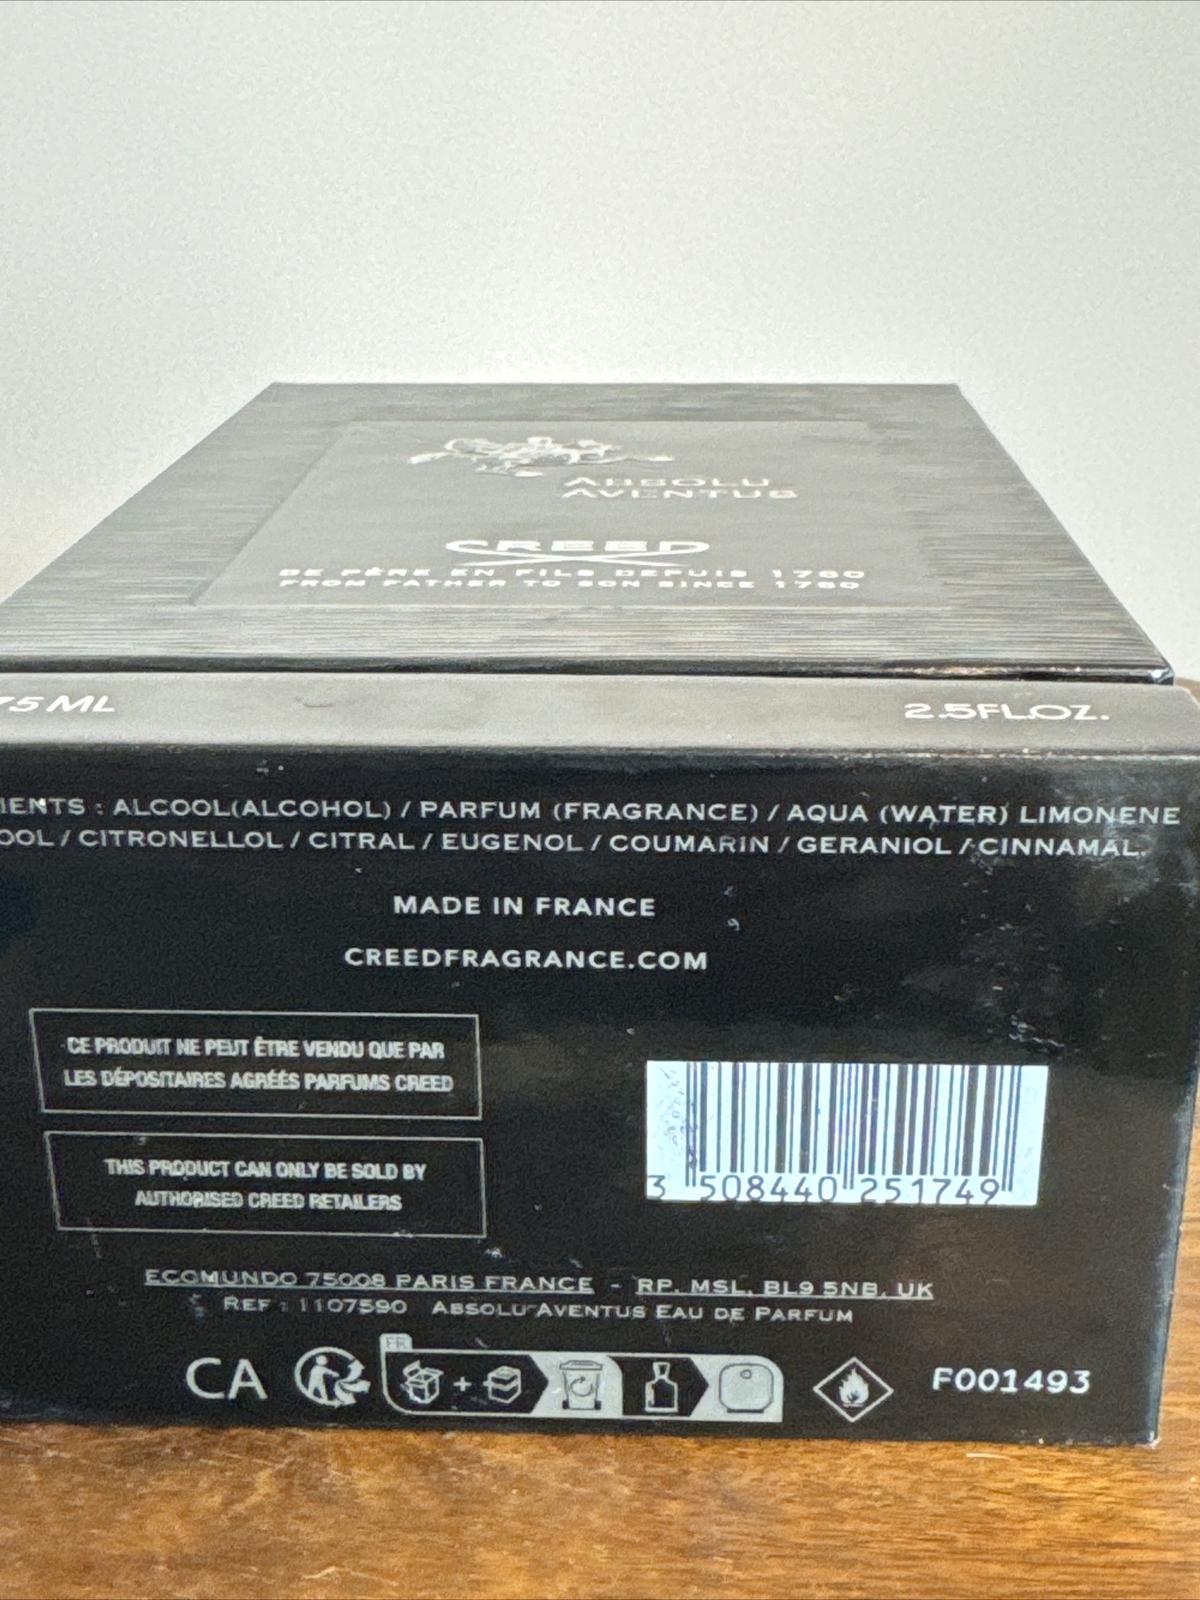 ABSOLU
AVENTUS
CREED
DE PÈRE EN FILS DEPUIS 1760
FROM FATHER TO SON SINCE 1760
75 ML
2.5FL.OZ.
IENTS : ALCOOL(ALCOHOL) / PARFUM (FRAGRANCE) / AQUA (WATER) LIMONENE
OOL / CITRONELLOL / CITRAL / EUGENOL / COUMARIN / GERANIOL / CINNAMAL.
MADE IN FRANCE
CREEDFRAGRANCE.COM
CE PRODUIT NE PEUT ÊTRE VENDU QUE PAR
LES DÉPOSITAIRES AGRÉÉS PARFUMS CREED
THIS PRODUCT CAN ONLY BE SOLD BY
AUTHORISED CREED RETAILERS
3 508440 251749
ECOMUNDO 75008 PARIS FRANCE - RP. MSL, BL9 5NB, UK
REF : 1107590 ABSOLU AVENTUS EAU DE PARFUM
FR
CA
F001493